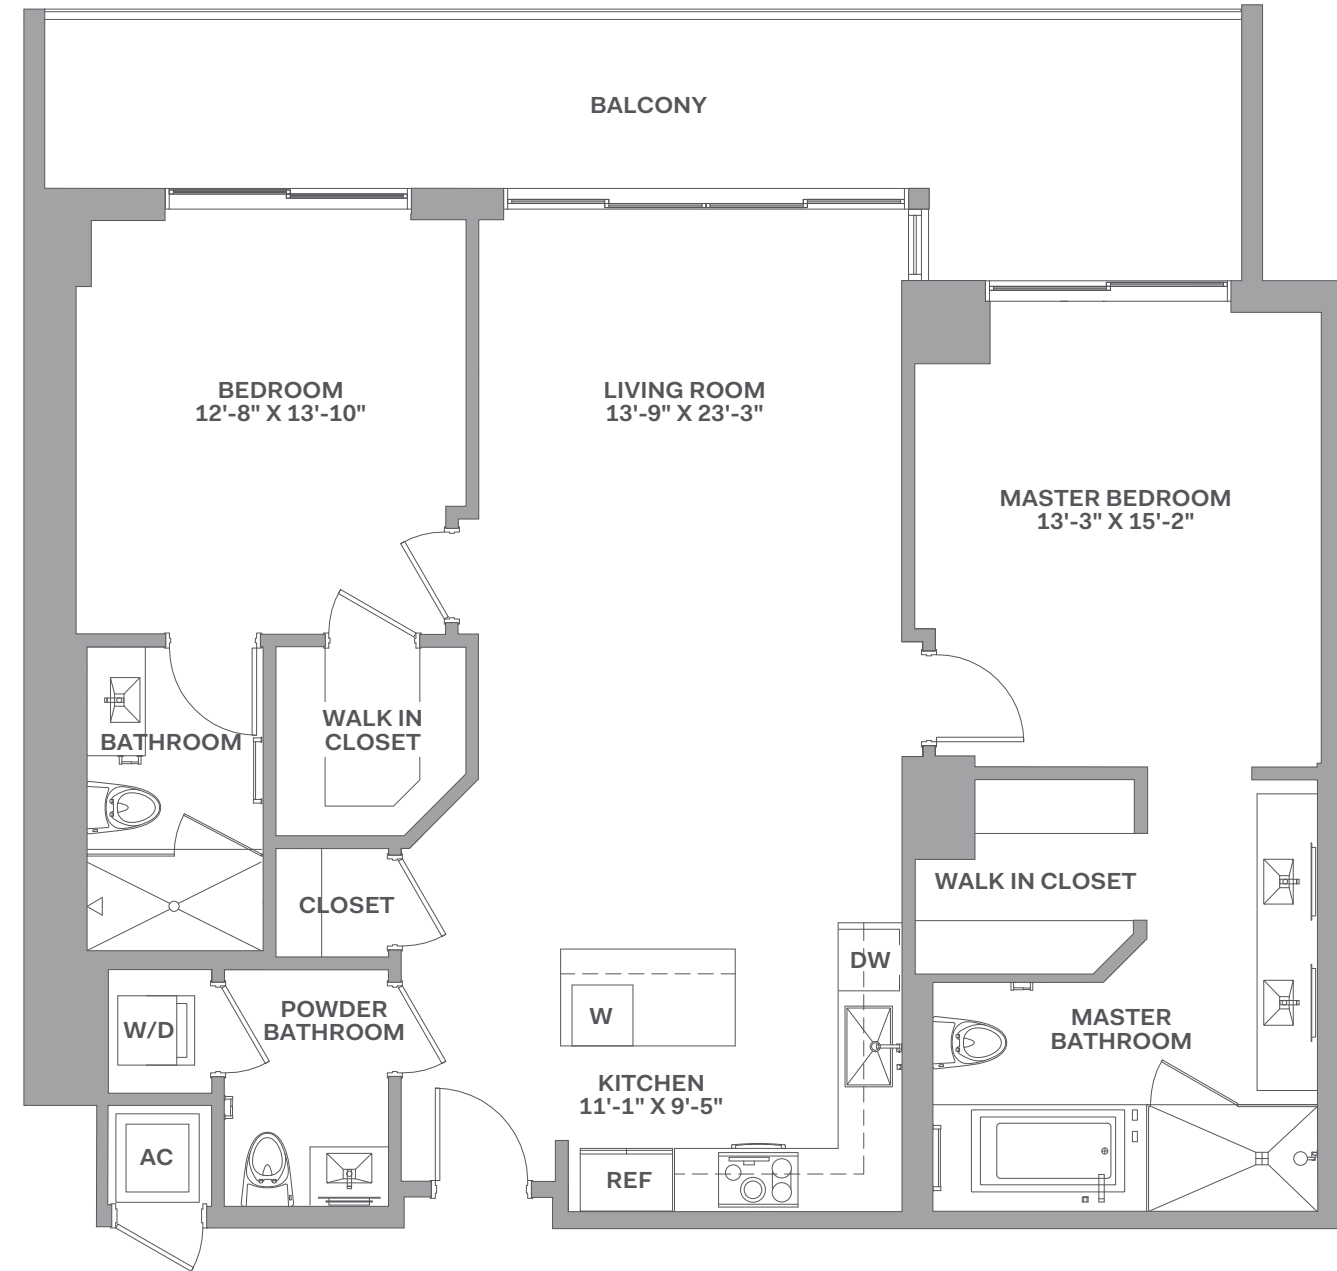 BALCONY
BEDROOM
12'-8" X 13'-10"
LIVING ROOM
13'-9" X 23'-3"
MASTER BEDROOM
13'-3" X 15'-2"
WALK IN
CLOSET
BATHROOM
WALK IN CLOSET
CLOSET
DW
POWDER
BATHROOM
W/D
W
MASTER
BATHROOM
KITCHEN
11'-1" X 9'-5"
AC
REF